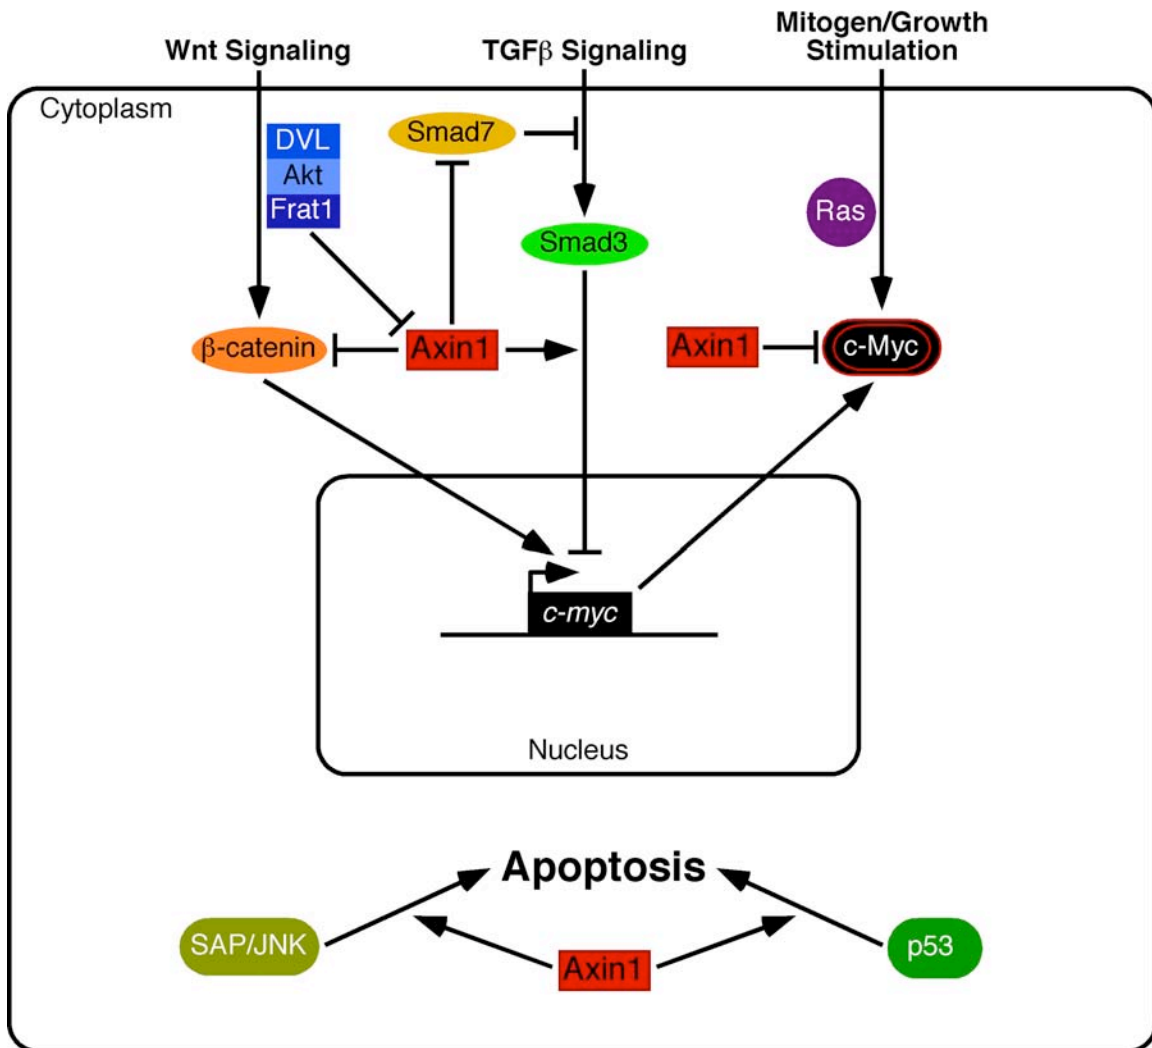 Wnt Signaling
TGFβ Signaling
Mitogen/Growth
Stimulation
Cytoplasm
DVL
Akt
Frat1
Smad7
Smad3
Ras
β-catenin
Axin1
Axin1
c-Myc
c-myc
Nucleus
Apoptosis
SAP/JNK
Axin1
p53